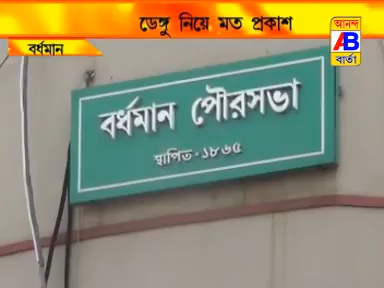 ডেঙ্গু নিয়ে মত প্রকাশ
বর্ধমান
আনন্দ
AB
বার্তা
বর্ধমান পৌরসভা
স্থাপিত-১৮৬৫